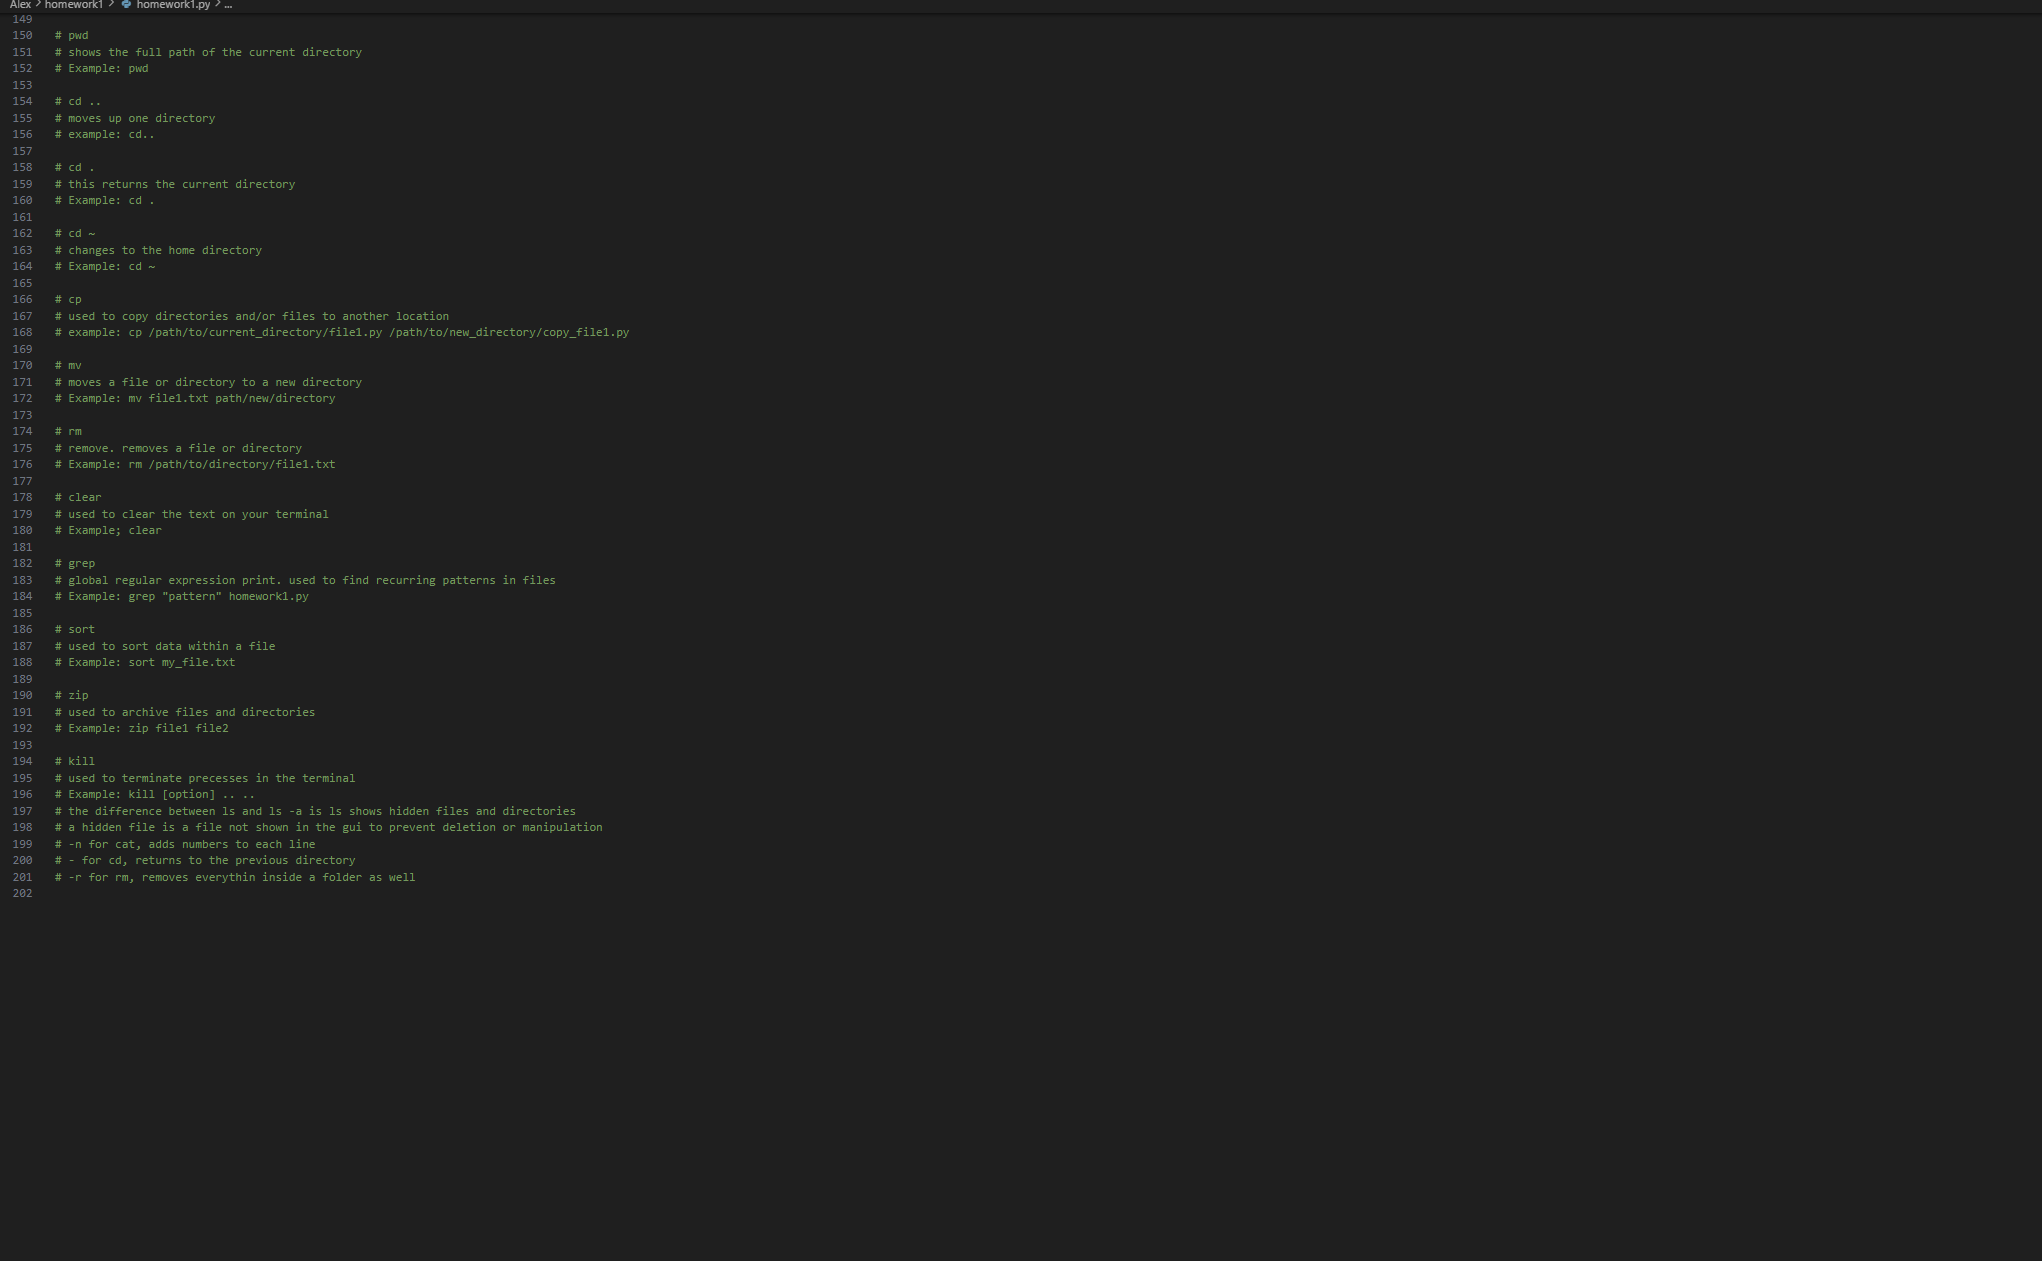 Alex > homework1 > homework1.py > ...
149
150 # pwd
151 # shows the full path of the current directory
152 # Example: pwd
153
154 # cd ..
155 # moves up one directory
156 # example: cd..
157
158 # cd .
159 # this returns the current directory
160 # Example: cd .
161
162 # cd ~
163 # changes to the home directory
164 # Example: cd ~
165
166 # cp
167 # used to copy directories and/or files to another location
168 # example: cp /path/to/current_directory/file1.py /path/to/new_directory/copy_file1.py
169
170 # mv
171 # moves a file or directory to a new directory
172 # Example: mv file1.txt path/new/directory
173
174 # rm
175 # remove. removes a file or directory
176 # Example: rm /path/to/directory/file1.txt
177
178 # clear
179 # used to clear the text on your terminal
180 # Example; clear
181
182 # grep
183 # global regular expression print. used to find recurring patterns in files
184 # Example: grep "pattern" homework1.py
185
186 # sort
187 # used to sort data within a file
188 # Example: sort my_file.txt
189
190 # zip
191 # used to archive files and directories
192 # Example: zip file1 file2
193
194 # kill
195 # used to terminate precesses in the terminal
196 # Example: kill [option] .. ..
197 # the difference between ls and ls -a is ls shows hidden files and directories
198 # a hidden file is a file not shown in the gui to prevent deletion or manipulation
199 # -n for cat, adds numbers to each line
200 # - for cd, returns to the previous directory
201 # -r for rm, removes everythin inside a folder as well
202